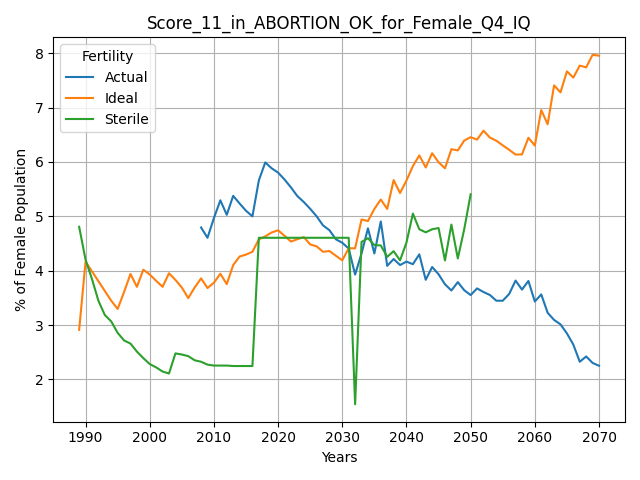 Score_11_in_ABORTION_OK_for_Female_Q4_IQ
Fertility
Actual
Ideal
Sterile
% of Female Population
8
7
6
5
4
3
2
1990 2000 2010 2020 2030 2040 2050 2060 2070
Years